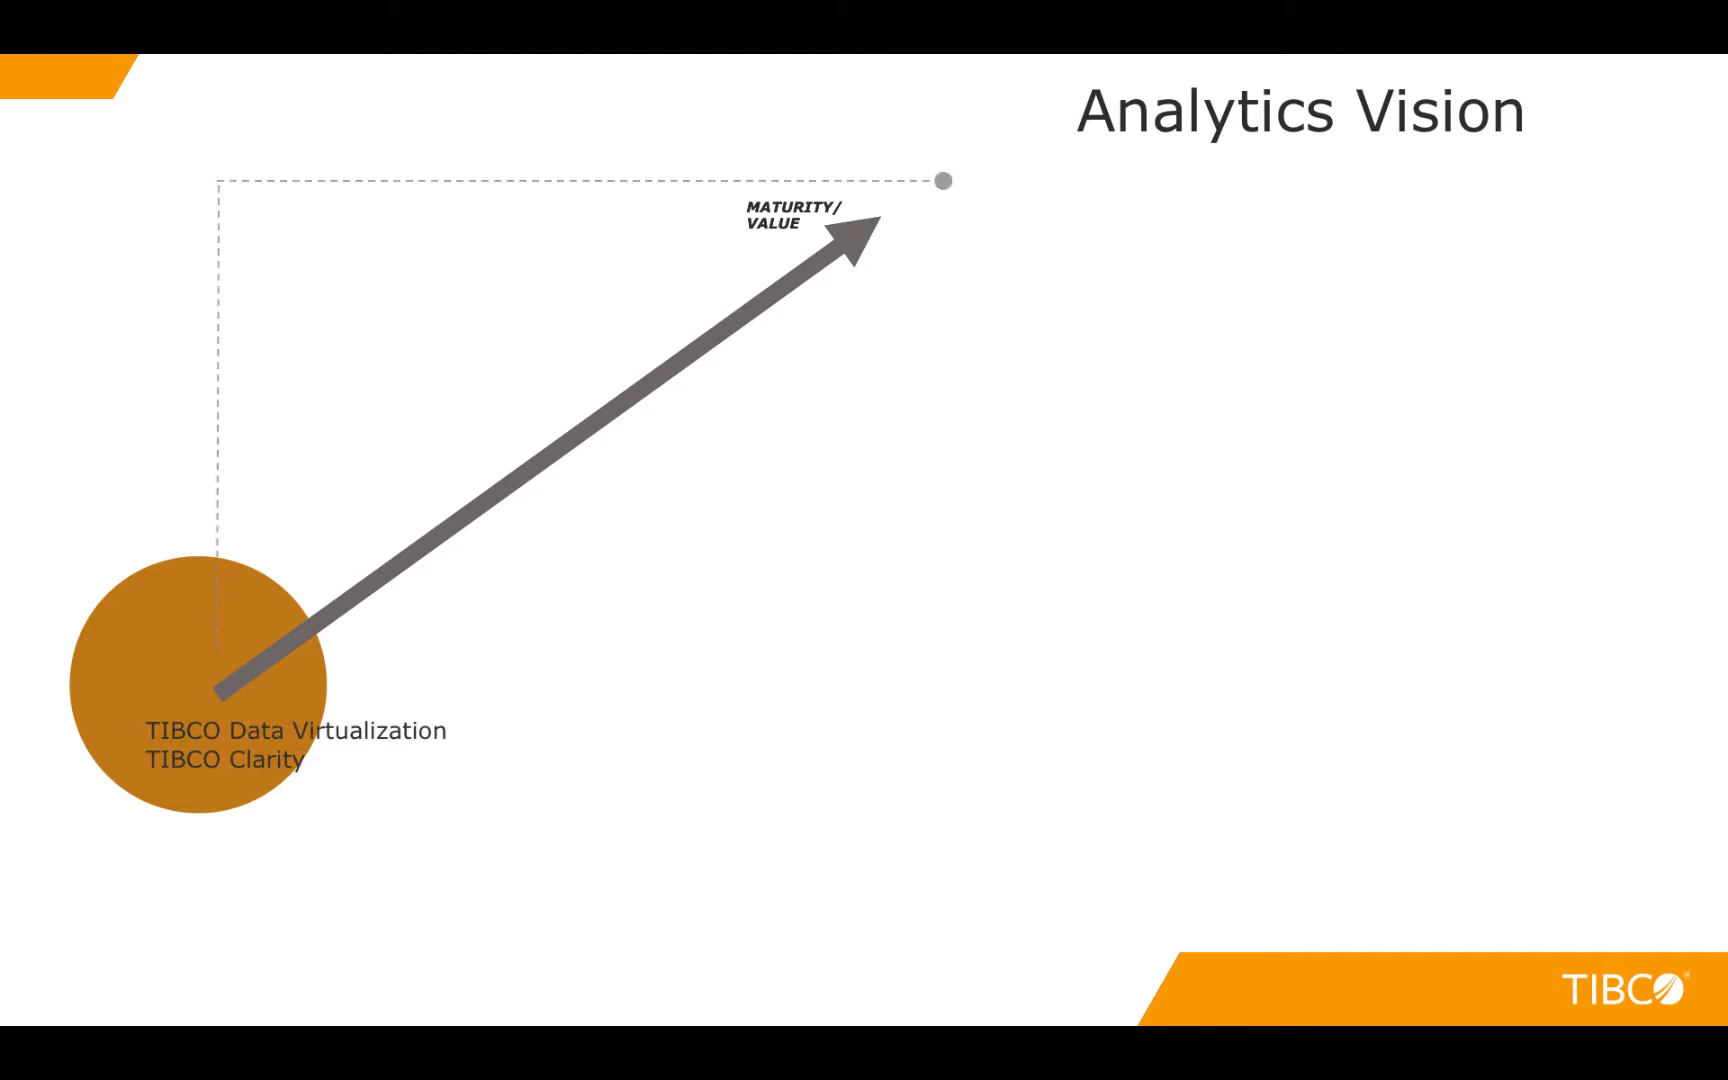 Analytics Vision
MATURITY/
VALUE
TIBCO Data Virtualization
TIBCO Clarity
TIBCO®